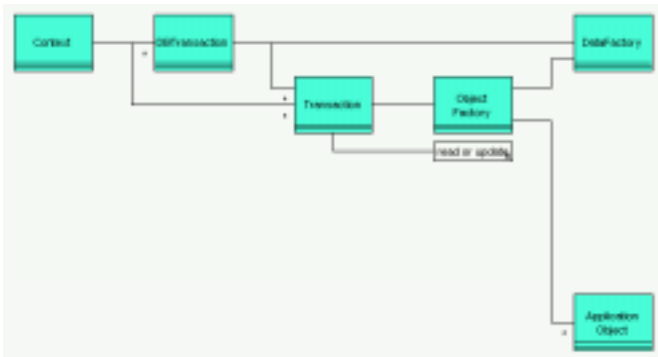 Context
DBTransaction
DataFactory
Transaction
Object
Factory
read or update
Application
Object